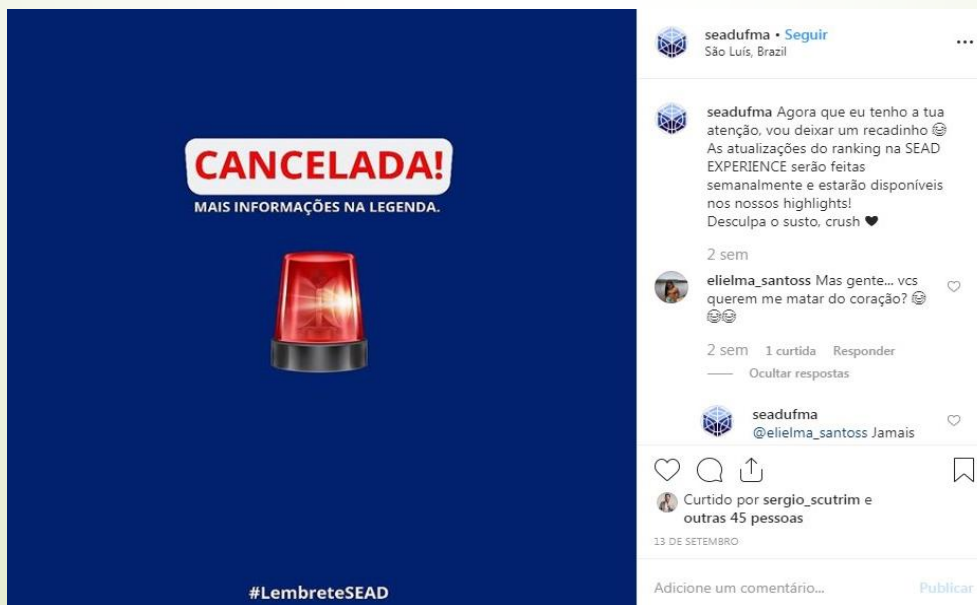 CANCELADA!
MAIS INFORMAÇÕES NA LEGENDA.
#LembreteSEAD
seadufma • Seguir
São Luís, Brazil
seadufma Agora que eu tenho a tua
atenção, vou deixar um recadinho 😂
As atualizações do ranking na SEAD
EXPERIENCE serão feitas
semanalmente e estarão disponíveis
nos nossos highlights!
Desculpa o susto, crush 🖤
2 sem
elielma_santoss Mas gente... vcs
querem me matar do coração? 😂
😂😂
2 sem 1 curtida Responder
Ocultar respostas
seadufma
@elielma_santoss Jamais
Curtido por sergio_scutrim e
outras 45 pessoas
13 DE SETEMBRO
Adicione um comentário... Publicar